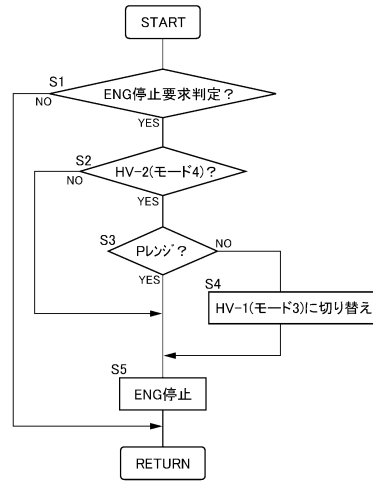 START
S1
ENG停止要求判定？
NO
YES
S2
HV-2(モード4)？
NO
YES
S3
Pレンジ？
NO
YES
S4
HV-1(モード3)に切り替え
S5
ENG停止
RETURN